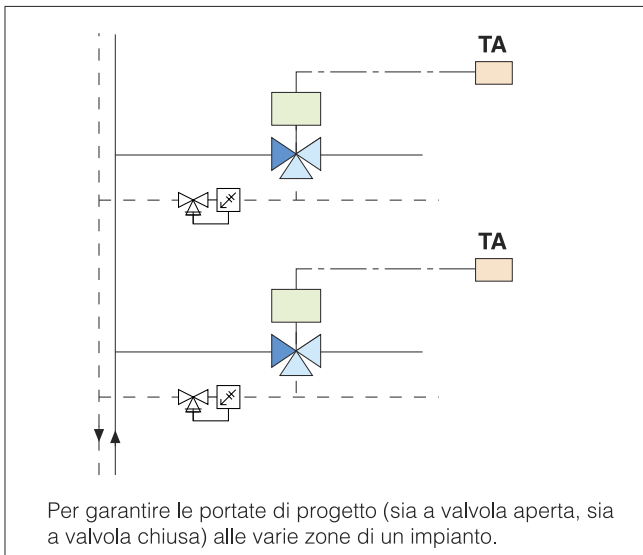 TA
TA
Per garantire le portate di progetto (sia a valvola aperta, sia
a valvola chiusa) alle varie zone di un impianto.